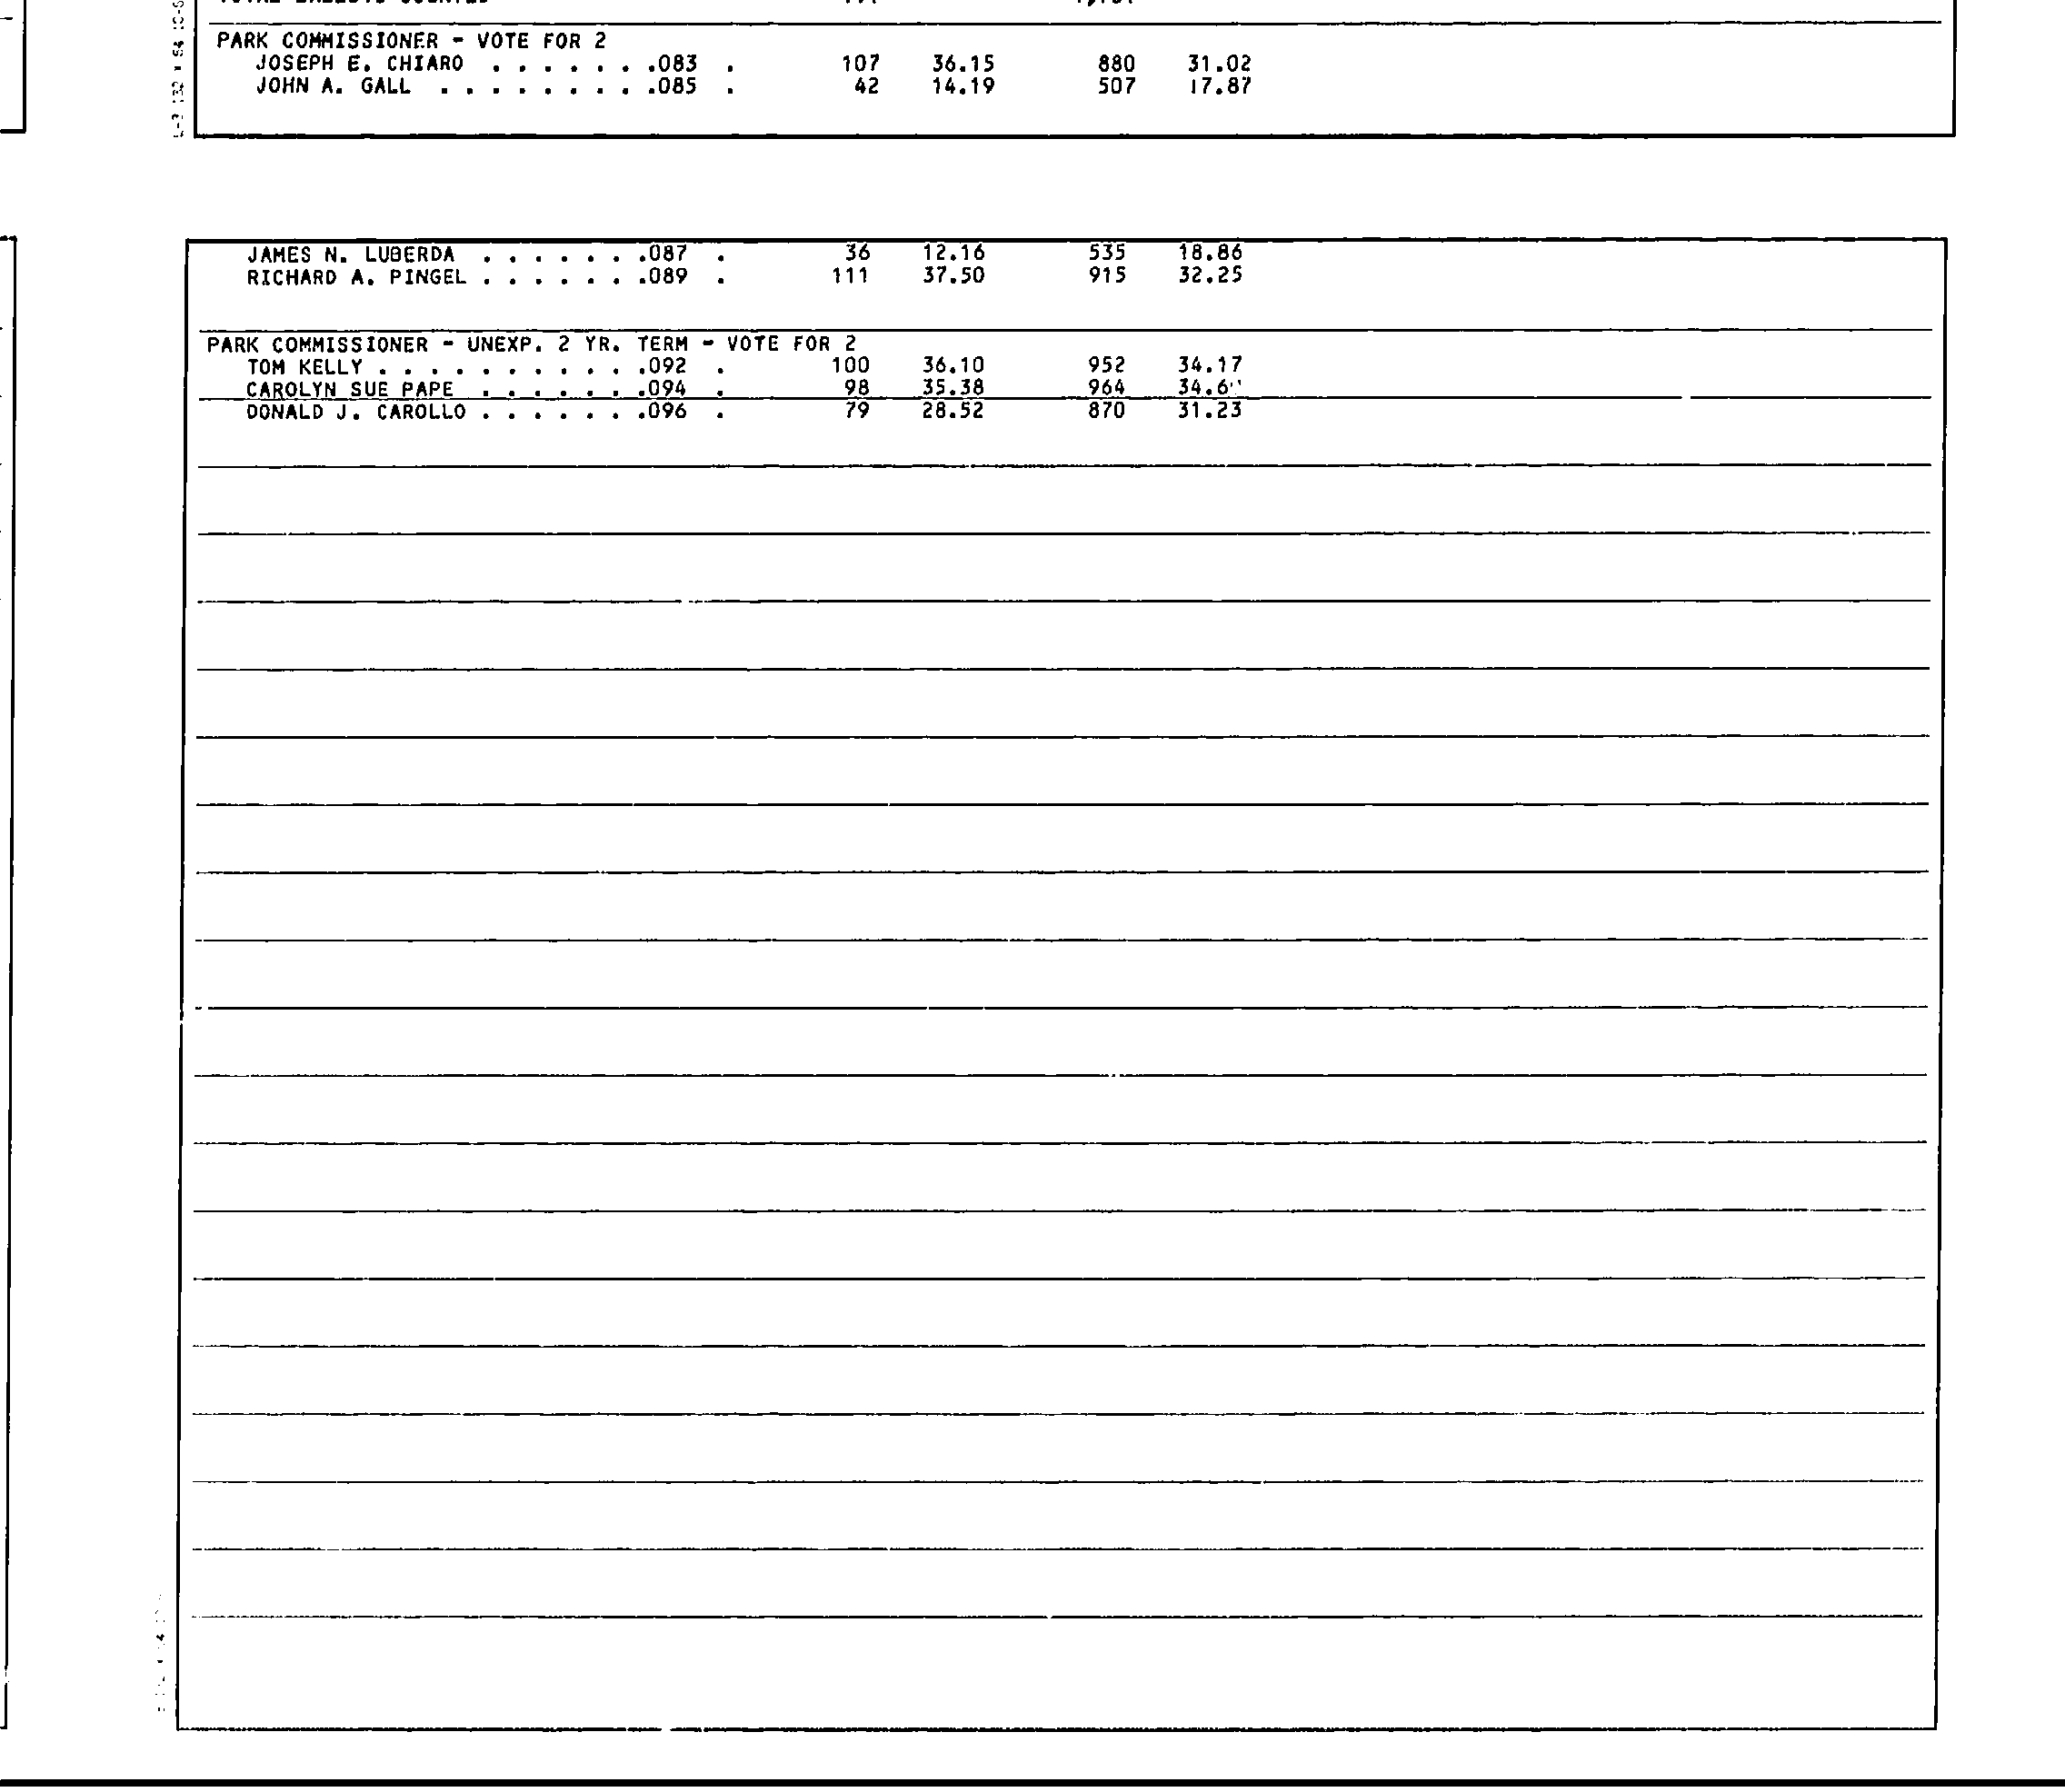 PARK COMMISSIONER - VOTE FOR 2
JOSEPH E. CHIARO . . . . . . .083 . 107 36.15 880 31.02
JOHN A. GALL . . . . . . . . .085 . 42 14.19 507 17.87
JAMES N. LUBERDA . . . . . . .087 . 36 12.16 535 18.86
RICHARD A. PINGEL . . . . . . .089 . 111 37.50 915 32.25
PARK COMMISSIONER - UNEXP. 2 YR. TERM - VOTE FOR 2
TOM KELLY . . . . . . . . . . .092 . 100 36.10 952 34.17
CAROLYN SUE PAPE . . . . . . .094 . 98 35.38 964
DONALD J. CAROLLO . . . . . . .096 . 79 28.52 870 31.23